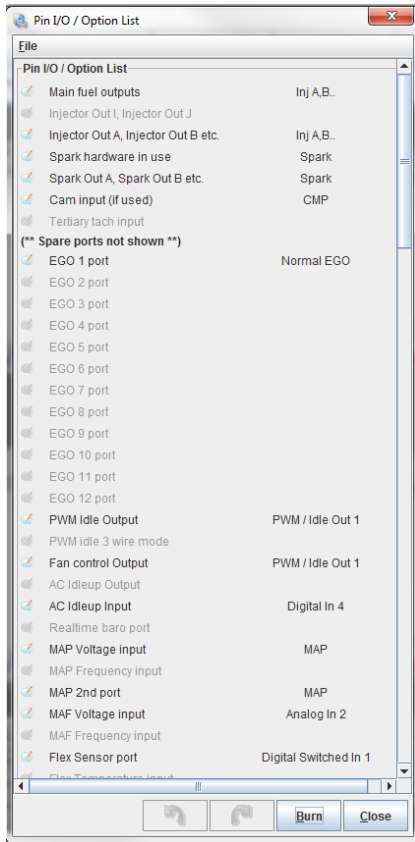 Pin I/O / Option List
File
Pin I/O / Option List
Main fuel outputs Inj A,B..
Injector Out I, Injector Out J
Injector Out A, Injector Out B etc. Inj A,B..
Spark hardware in use Spark
Spark Out A, Spark Out B etc. Spark
Cam input (if used) CMP
Tertiary tach input
(** Spare ports not shown **)
EGO 1 port Normal EGO
EGO 2 port
EGO 3 port
EGO 4 port
EGO 5 port
EGO 6 port
EGO 7 port
EGO 8 port
EGO 9 port
EGO 10 port
EGO 11 port
EGO 12 port
PWM Idle Output PWM / Idle Out 1
PWM idle 3 wire mode
Fan control Output PWM / Idle Out 1
AC Idleup Output
AC Idleup Input Digital In 4
Realtime baro port
MAP Voltage input MAP
MAP Frequency input
MAP 2nd port MAP
MAF Voltage input Analog In 2
MAF Frequency input
Flex Sensor port Digital Switched In 1
Flex Temperature input
Burn Close